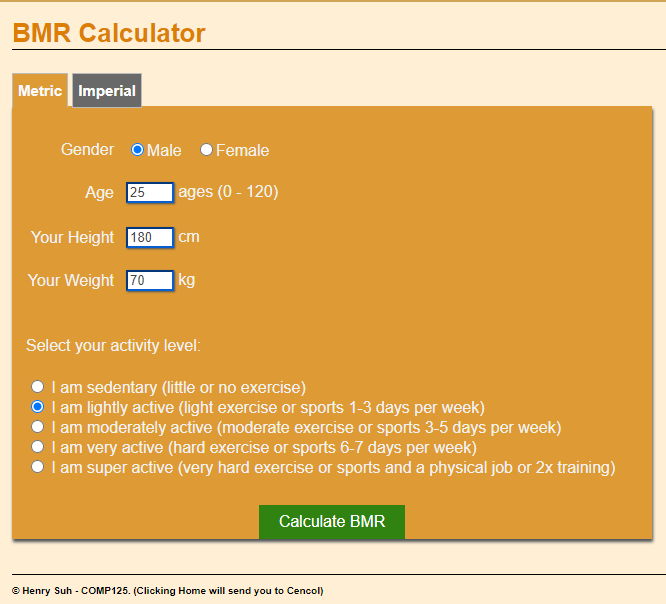 BMR Calculator
Metric Imperial
Gender Male Female
Age 25 ages (0 - 120)
Your Height 180 cm
Your Weight 70 kg
Select your activity level:
I am sedentary (little or no exercise)
I am lightly active (light exercise or sports 1-3 days per week)
I am moderately active (moderate exercise or sports 3-5 days per week)
I am very active (hard exercise or sports 6-7 days per week)
I am super active (very hard exercise or sports and a physical job or 2x training)
Calculate BMR
© Henry Suh - COMP125. (Clicking Home will send you to Cencol)